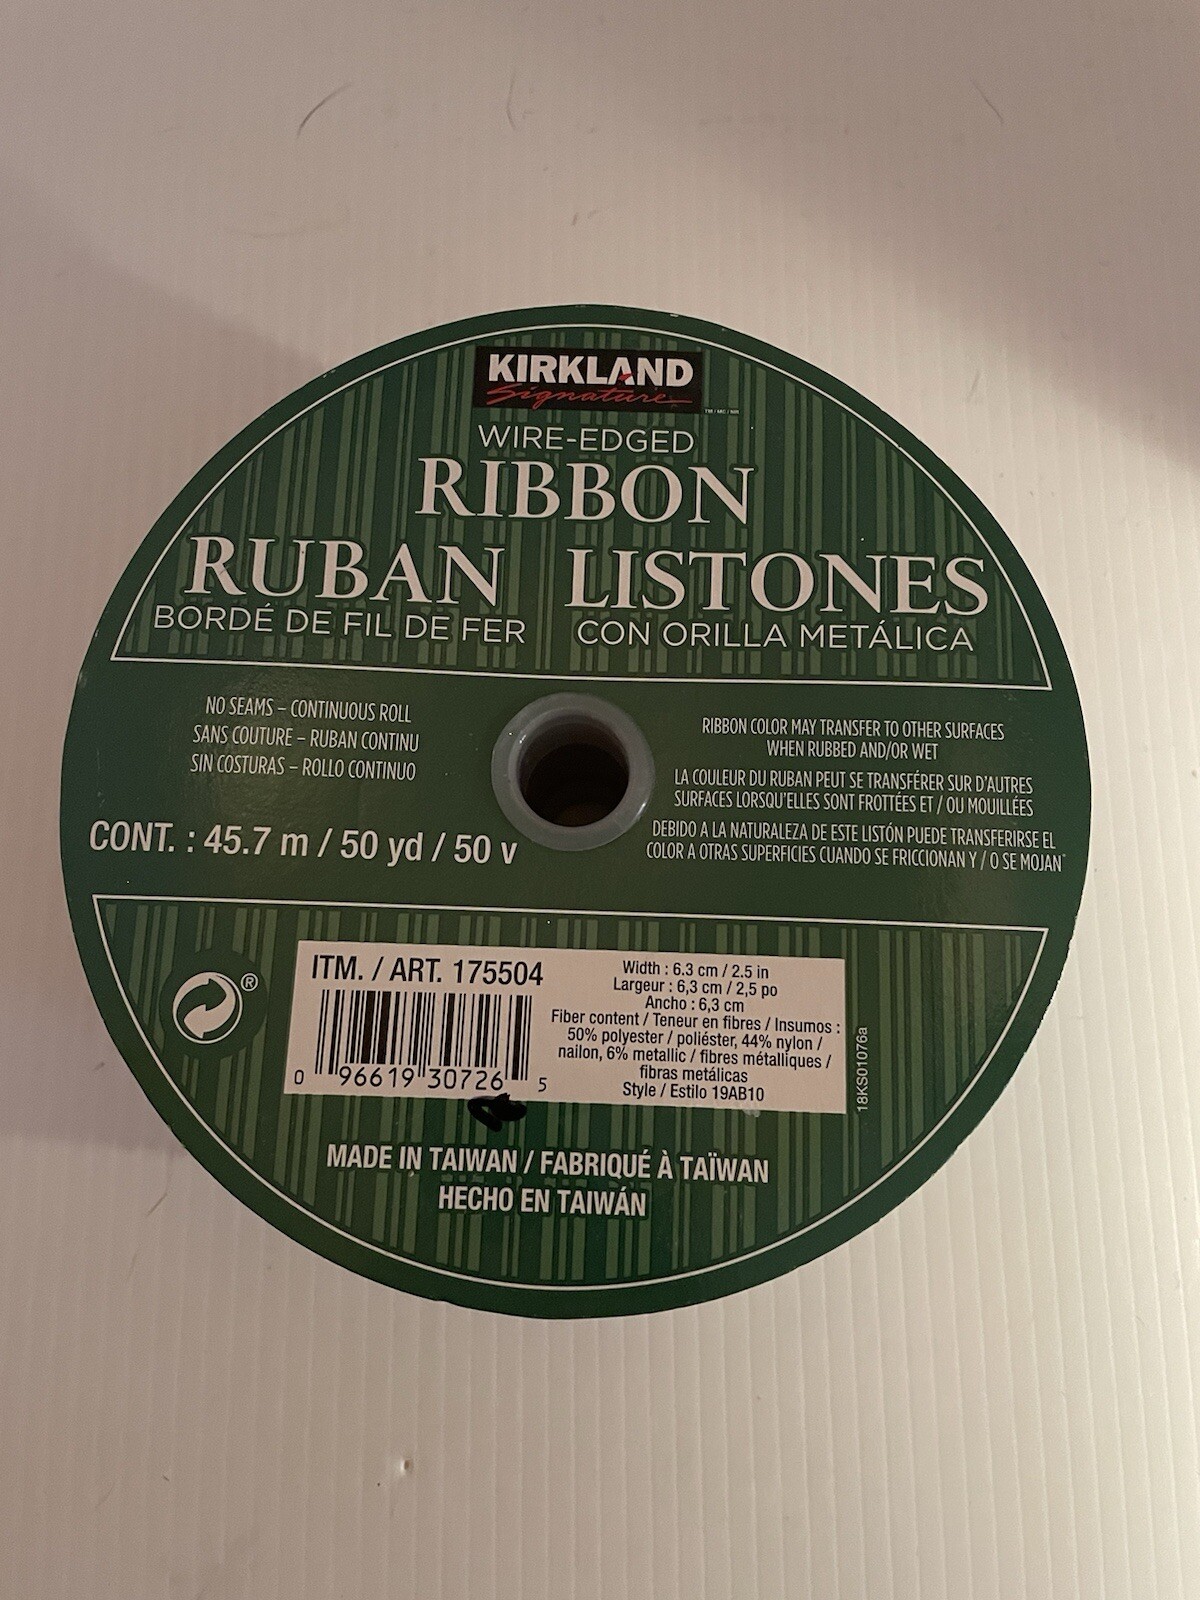 KIRKLAND
Signature
TM / MC / MR
WIRE-EDGED
RIBBON
RUBAN
BORDÉ DE FIL DE FER
LISTONES
CON ORILLA METÁLICA
NO SEAMS – CONTINUOUS ROLL
SANS COUTURE – RUBAN CONTINU
SIN COSTURAS – ROLLO CONTINUO
CONT. : 45.7 m / 50 yd / 50 v
RIBBON COLOR MAY TRANSFER TO OTHER SURFACES
WHEN RUBBED AND/OR WET
LA COULEUR DU RUBAN PEUT SE TRANSFÉRER SUR D'AUTRES
SURFACES LORSQU'ELLES SONT FROTTÉES ET / OU MOUILLÉES
DEBIDO A LA NATURALEZA DE ESTE LISTÓN PUEDE TRANSFERIRSE EL
COLOR A OTRAS SUPERFICIES CUANDO SE FRICCIONAN Y / O SE MOJAN
®
ITM. / ART. 175504
0 96619 30726 5
Width : 6.3 cm / 2.5 in
Largeur : 6,3 cm / 2,5 po
Ancho : 6,3 cm
Fiber content / Teneur en fibres / Insumos :
50% polyester / poliéster, 44% nylon /
nailon, 6% metallic / fibres métalliques /
fibras metálicas
Style / Estilo 19AB10
18KS01076a
MADE IN TAIWAN / FABRIQUÉ À TAÏWAN
HECHO EN TAIWÁN